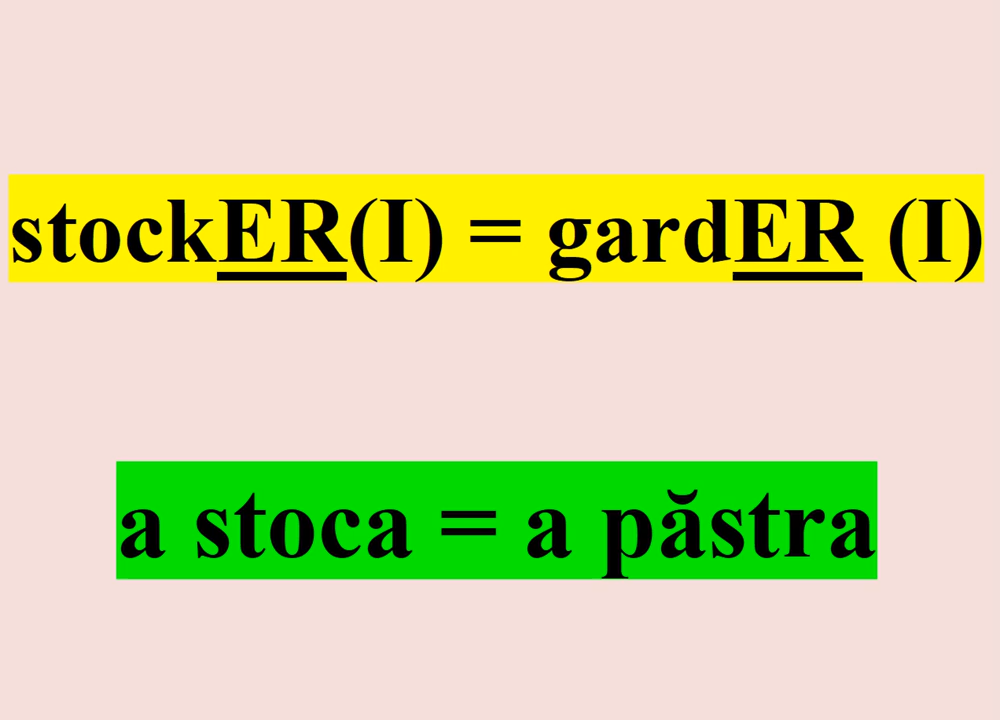 stockER(I) = gardER (I)
a stoca = a păstra